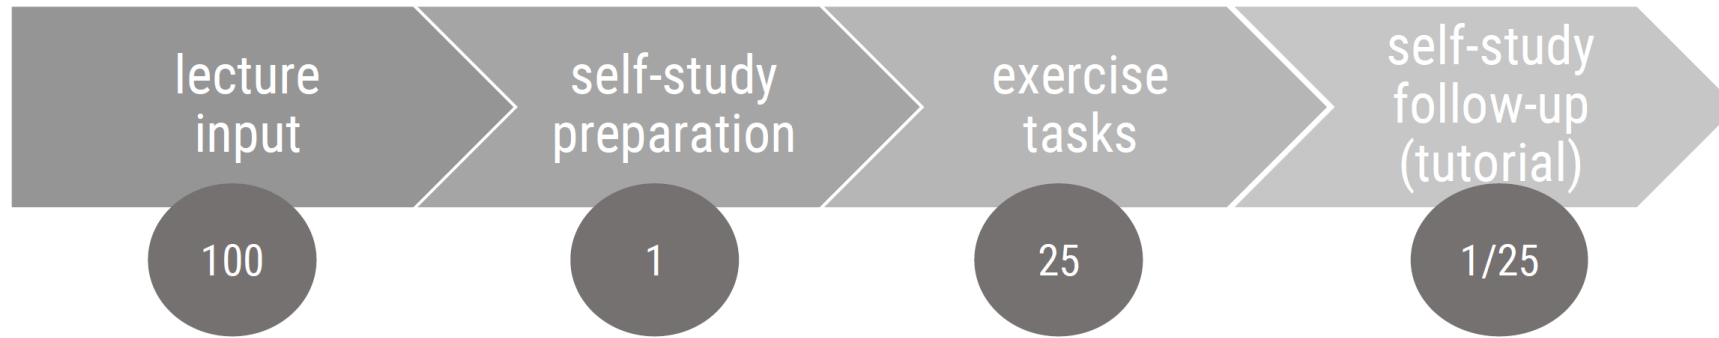 lecture
input
self-study
preparation
exercise
tasks
self-study
follow-up
(tutorial)
100
1
25
1/25